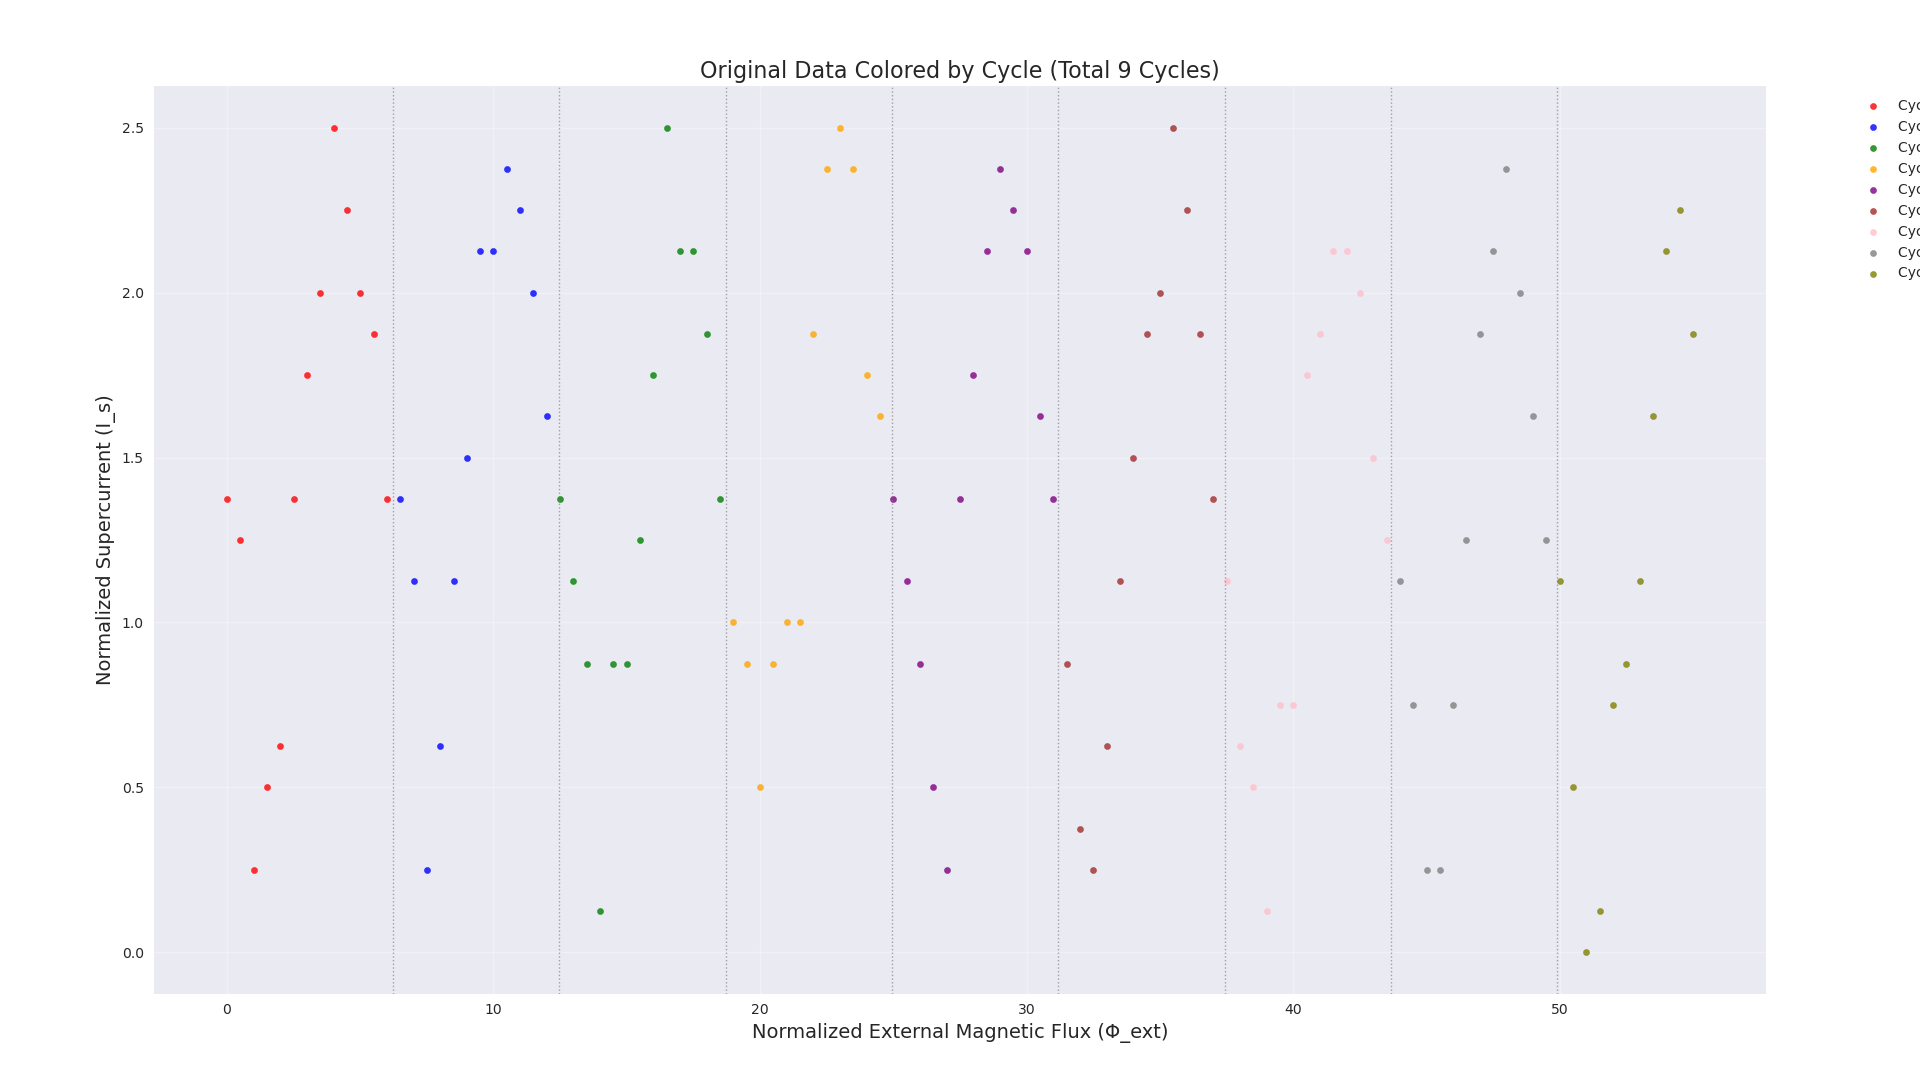 Original Data Colored by Cycle (Total 9 Cycles)
2.5
2.0
1.5
1.0
0.5
0.0
Normalized Supercurrent (I_s)
0 10 20 30 40 50
Normalized External Magnetic Flux (Φ_ext)
Cyc
Cyc
Cyc
Cyc
Cyc
Cyc
Cyc
Cyc
Cyc